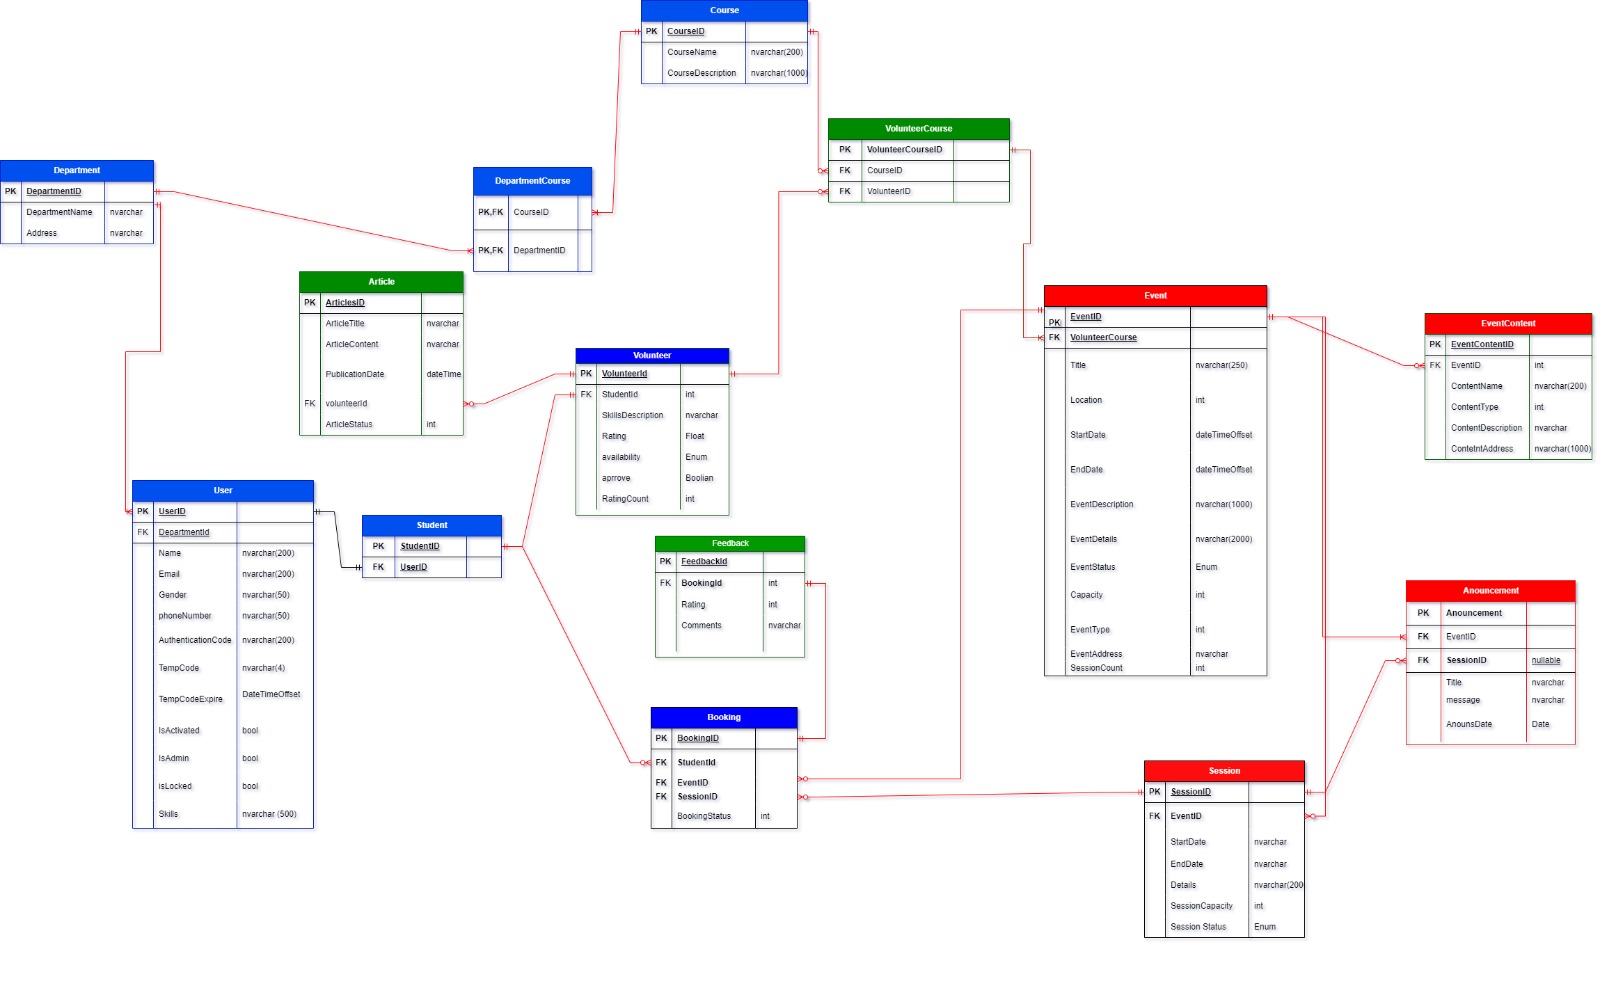 Course
PK CourseID
CourseName nvarchar(200)
CourseDescription nvarchar(1000)
VolunteerCourse
PK VolunteerCourseID
FK CourseID
FK VolunteerID
Department
PK DepartmentID
DepartmentName nvarchar
Address nvarchar
DepartmentCourse
PK,FK CourseID
PK,FK DepartmentID
Article
PK ArticlesID
ArticleTitle nvarchar
ArticleContent nvarchar
PublicationDate dateTime
FK volunteerId
ArticleStatus int
Volunteer
PK VolunteerId
FK StudentId int
SkillsDescription nvarchar
Rating Float
availability Enum
aprrove Boolian
RatingCount int
Event
PK EventID
FK VolunteerCourse
Title nvarchar(250)
Location int
StartDate dateTimeOffset
EndDate dateTimeOffset
EventDescription nvarchar(1000)
EventDetails nvarchar(2000)
EventStatus Enum
Capacity int
EventType int
EventAddress nvarchar
SessionCount int
EventContent
PK EventContentID
FK EventID int
ContentName nvarchar(200)
ContentType int
ContentDescription nvarchar
ContetntAddress nvarchar(1000)
User
PK UserID
FK DepartmentId
Name nvarchar(200)
Email nvarchar(200)
Gender nvarchar(50)
phoneNumber nvarchar(50)
AuthenticationCode nvarchar(200)
TempCode nvarchar(4)
TempCodeExpire DateTimeOffset
IsActivated bool
IsAdmin bool
isLocked bool
Skills nvarchar (500)
Student
PK StudentID
FK UserID
Feedback
PK FeedbackId
FK BookingId int
Rating int
Comments nvarchar
Anouncement
PK Anouncement
FK EventID
FK SessionID nullable
Title nvarchar
message nvarchar
AnounsDate Date
Booking
PK BookingID
FK StudentId
FK EventID
FK SessionID
BookingStatus int
Session
PK SessionID
FK EventID
StartDate nvarchar
EndDate nvarchar
Details nvarchar(200
SessionCapacity int
Session Status Enum